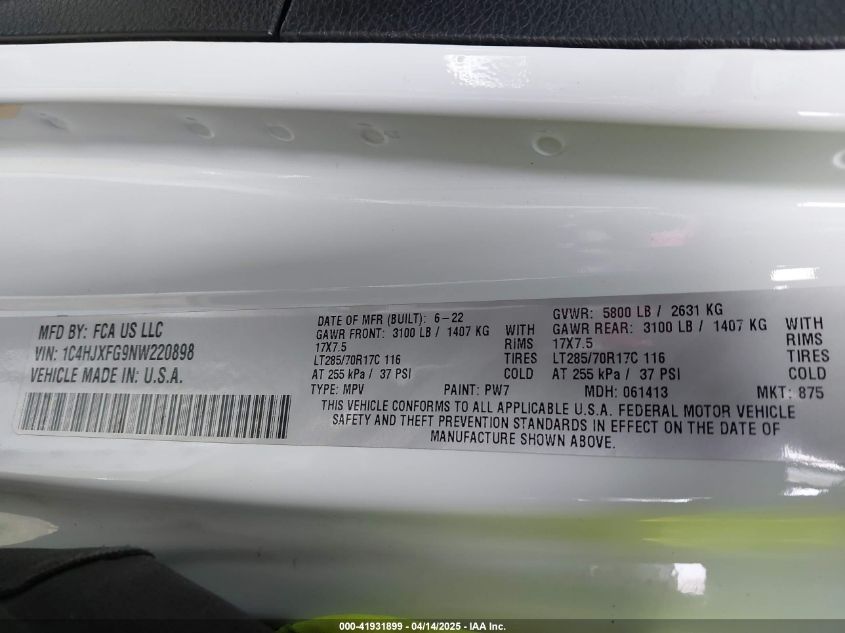 MFD BY: FCA US LLC
VIN: 1C4HJXFG9NW220898
VEHICLE MADE IN: U.S.A.
DATE OF MFR (BUILT): 6-22
GAWR FRONT: 3100 LB / 1407 KG WITH
17X7.5 RIMS
LT285/70R17C 116 TIRES
AT 255 kPa / 37 PSI COLD
GVWR: 5800 LB / 2631 KG
GAWR REAR: 3100 LB / 1407 KG WITH
17X7.5 RIMS
LT285/70R17C 116 TIRES
AT 255 kPa / 37 PSI COLD
TYPE: MPV PAINT: PW7 MDH: 061413 MKT: 875
THIS VEHICLE CONFORMS TO ALL APPLICABLE U.S.A. FEDERAL MOTOR VEHICLE
SAFETY AND THEFT PREVENTION STANDARDS IN EFFECT ON THE DATE OF
MANUFACTURE SHOWN ABOVE.
000-41931899 - 04/14/2025 - IAA Inc.